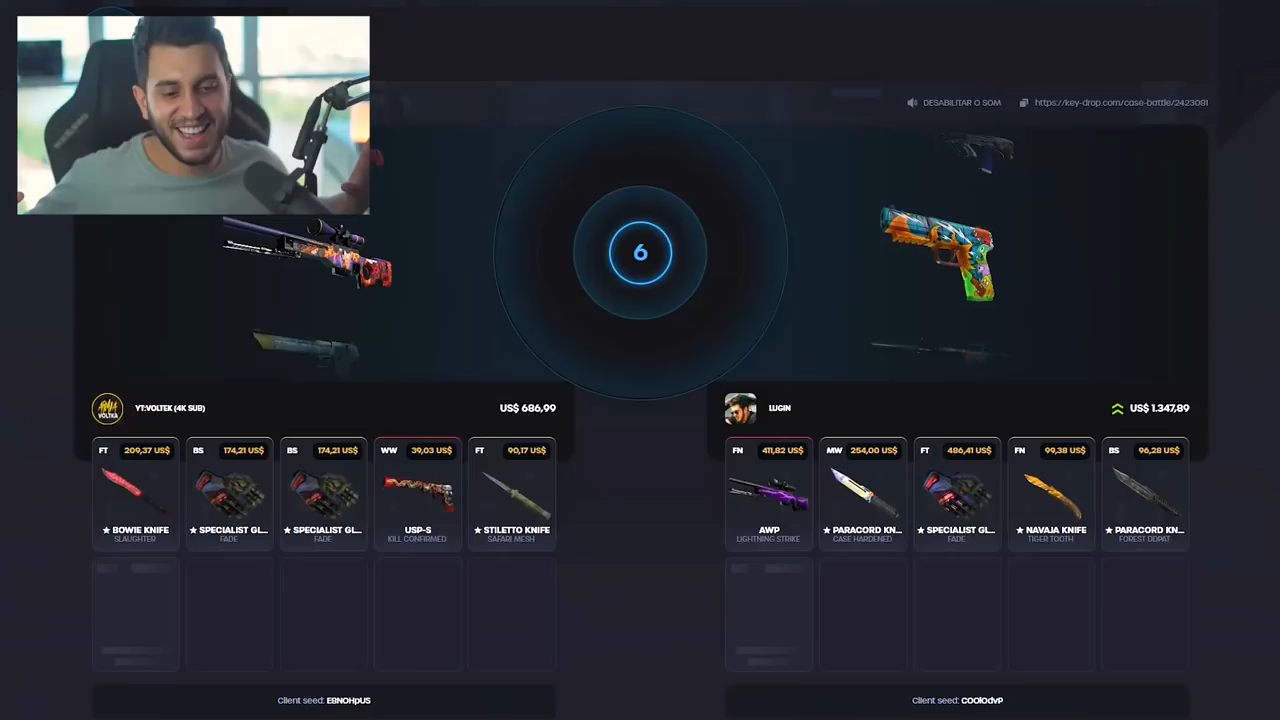 DESABILITAR O SOM
https://key-drop.com/case-battle/2423081
6
VOLTKA
YT:VOLTEK (4K SUB)
US$ 686,99
LUGIN
US$ 1.347,89
FT 209,37 US$
BS 174,21 US$
BS 174,21 US$
WW 39,03 US$
FT 90,17 US$
FN 411,82 US$
MW 254,00 US$
FT 486,41 US$
FN 99,38 US$
BS 96,28 US$
★ BOWIE KNIFE
SLAUGHTER
★ SPECIALIST GL...
FADE
★ SPECIALIST GL...
FADE
USP-S
KILL CONFIRMED
★ STILETTO KNIFE
SAFARI MESH
AWP
LIGHTNING STRIKE
★ PARACORD KN...
CASE HARDENED
★ SPECIALIST GL...
FADE
★ NAVAJA KNIFE
TIGER TOOTH
★ PARACORD KN...
FOREST DDPAT
Client seed: EBNOHpUS
Client seed: COOlOdvP